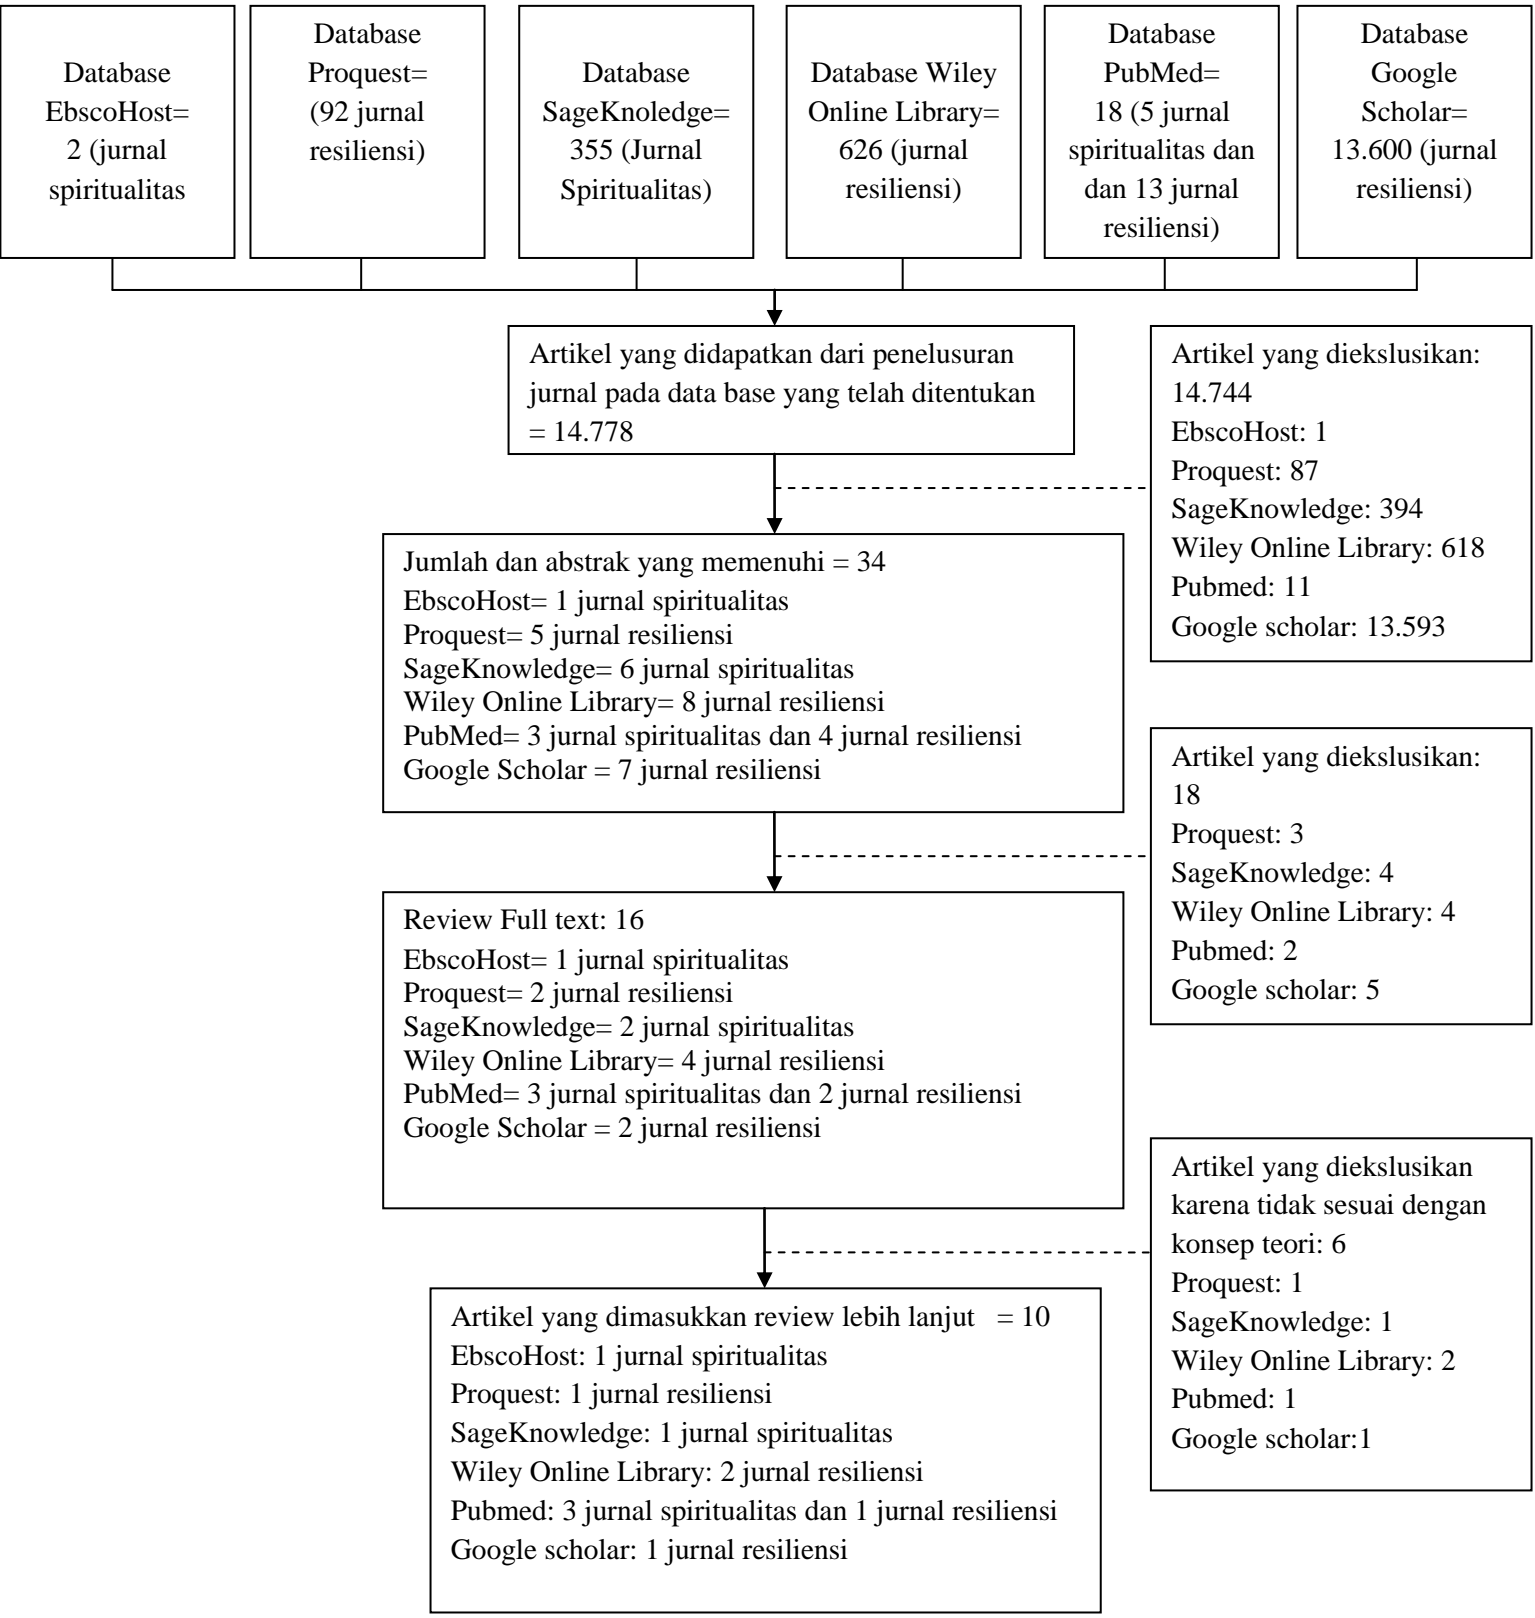 Database
EbscoHost=
2 (jurnal
spiritualitas
Database
Proquest=
(92 jurnal
resiliensi)
Database
SageKnoledge=
355 (Jurnal
Spiritualitas)
Database Wiley
Online Library=
626 (jurnal
resiliensi)
Database
PubMed=
18 (5 jurnal
spiritualitas dan
dan 13 jurnal
resiliensi)
Database
Google
Scholar=
13.600 (jurnal
resiliensi)
Artikel yang didapatkan dari penelusuran
jurnal pada data base yang telah ditentukan
= 14.778
Artikel yang diekslusikan:
14.744
EbscoHost: 1
Proquest: 87
SageKnowledge: 394
Wiley Online Library: 618
Pubmed: 11
Google scholar: 13.593
Jumlah dan abstrak yang memenuhi = 34
EbscoHost= 1 jurnal spiritualitas
Proquest= 5 jurnal resiliensi
SageKnowledge= 6 jurnal spiritualitas
Wiley Online Library= 8 jurnal resiliensi
PubMed= 3 jurnal spiritualitas dan 4 jurnal resiliensi
Google Scholar = 7 jurnal resiliensi
Artikel yang diekslusikan:
18
Proquest: 3
SageKnowledge: 4
Wiley Online Library: 4
Pubmed: 2
Google scholar: 5
Review Full text: 16
EbscoHost= 1 jurnal spiritualitas
Proquest= 2 jurnal resiliensi
SageKnowledge= 2 jurnal spiritualitas
Wiley Online Library= 4 jurnal resiliensi
PubMed= 3 jurnal spiritualitas dan 2 jurnal resiliensi
Google Scholar = 2 jurnal resiliensi
Artikel yang diekslusikan
karena tidak sesuai dengan
konsep teori: 6
Proquest: 1
SageKnowledge: 1
Wiley Online Library: 2
Pubmed: 1
Google scholar:1
Artikel yang dimasukkan review lebih lanjut = 10
EbscoHost: 1 jurnal spiritualitas
Proquest: 1 jurnal resiliensi
SageKnowledge: 1 jurnal spiritualitas
Wiley Online Library: 2 jurnal resiliensi
Pubmed: 3 jurnal spiritualitas dan 1 jurnal resiliensi
Google scholar: 1 jurnal resiliensi